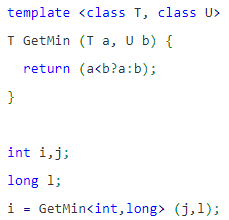 template <class T, class U>
T GetMin (T a, U b) {
  return (a<b?a:b);
}

int i,j;
long l;
i = GetMin<int,long> (j,l);